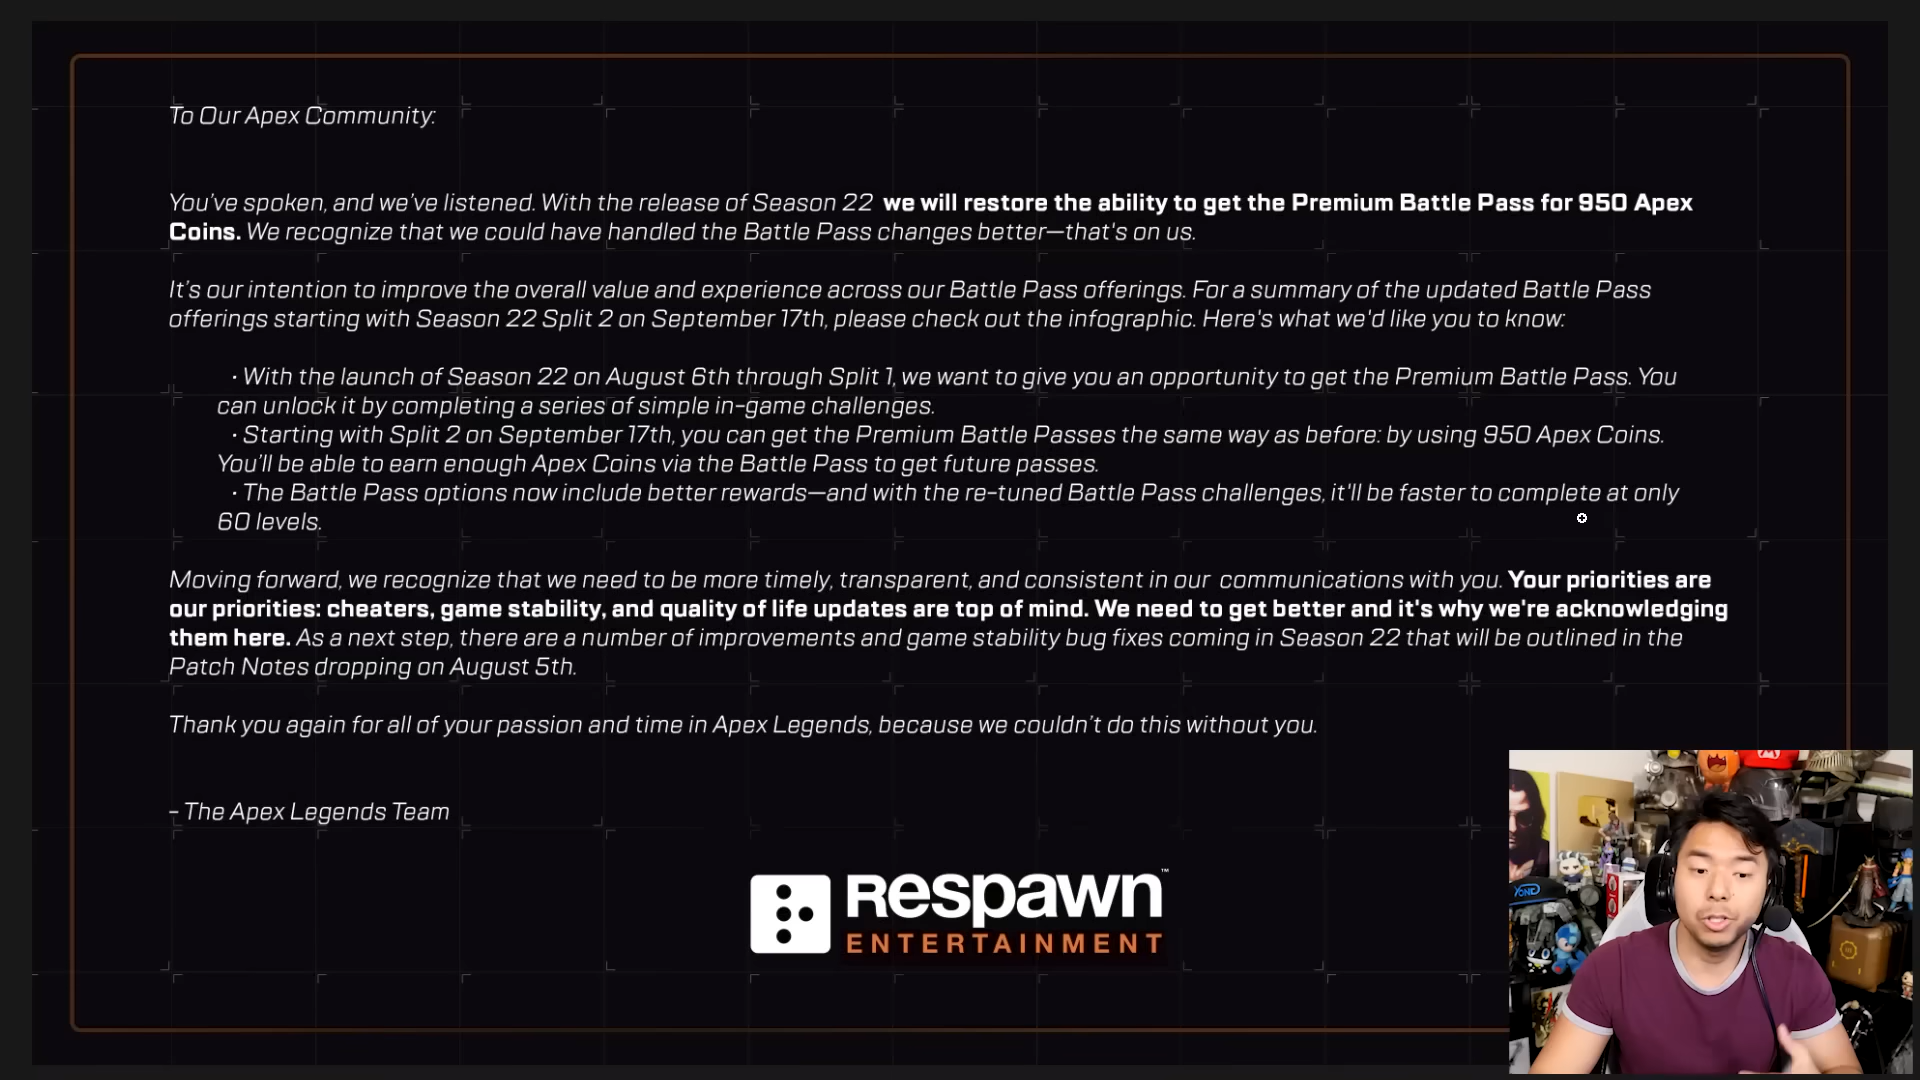 To Our Apex Community:
You've spoken, and we've listened. With the release of Season 22 we will restore the ability to get the Premium Battle Pass for 950 Apex
Coins. We recognize that we could have handled the Battle Pass changes better—that's on us.
It's our intention to improve the overall value and experience across our Battle Pass offerings. For a summary of the updated Battle Pass
offerings starting with Season 22 Split 2 on September 17th, please check out the infographic. Here's what we'd like you to know:
• With the launch of Season 22 on August 6th through Split 1, we want to give you an opportunity to get the Premium Battle Pass. You
can unlock it by completing a series of simple in-game challenges.
• Starting with Split 2 on September 17th, you can get the Premium Battle Passes the same way as before: by using 950 Apex Coins.
You'll be able to earn enough Apex Coins via the Battle Pass to get future passes.
• The Battle Pass options now include better rewards—and with the re-tuned Battle Pass challenges, it'll be faster to complete at only
60 levels.
Moving forward, we recognize that we need to be more timely, transparent, and consistent in our communications with you. Your priorities are
our priorities: cheaters, game stability, and quality of life updates are top of mind. We need to get better and it's why we're acknowledging
them here. As a next step, there are a number of improvements and game stability bug fixes coming in Season 22 that will be outlined in the
Patch Notes dropping on August 5th.
Thank you again for all of your passion and time in Apex Legends, because we couldn't do this without you.
– The Apex Legends Team
Respawn™
ENTERTAINMENT